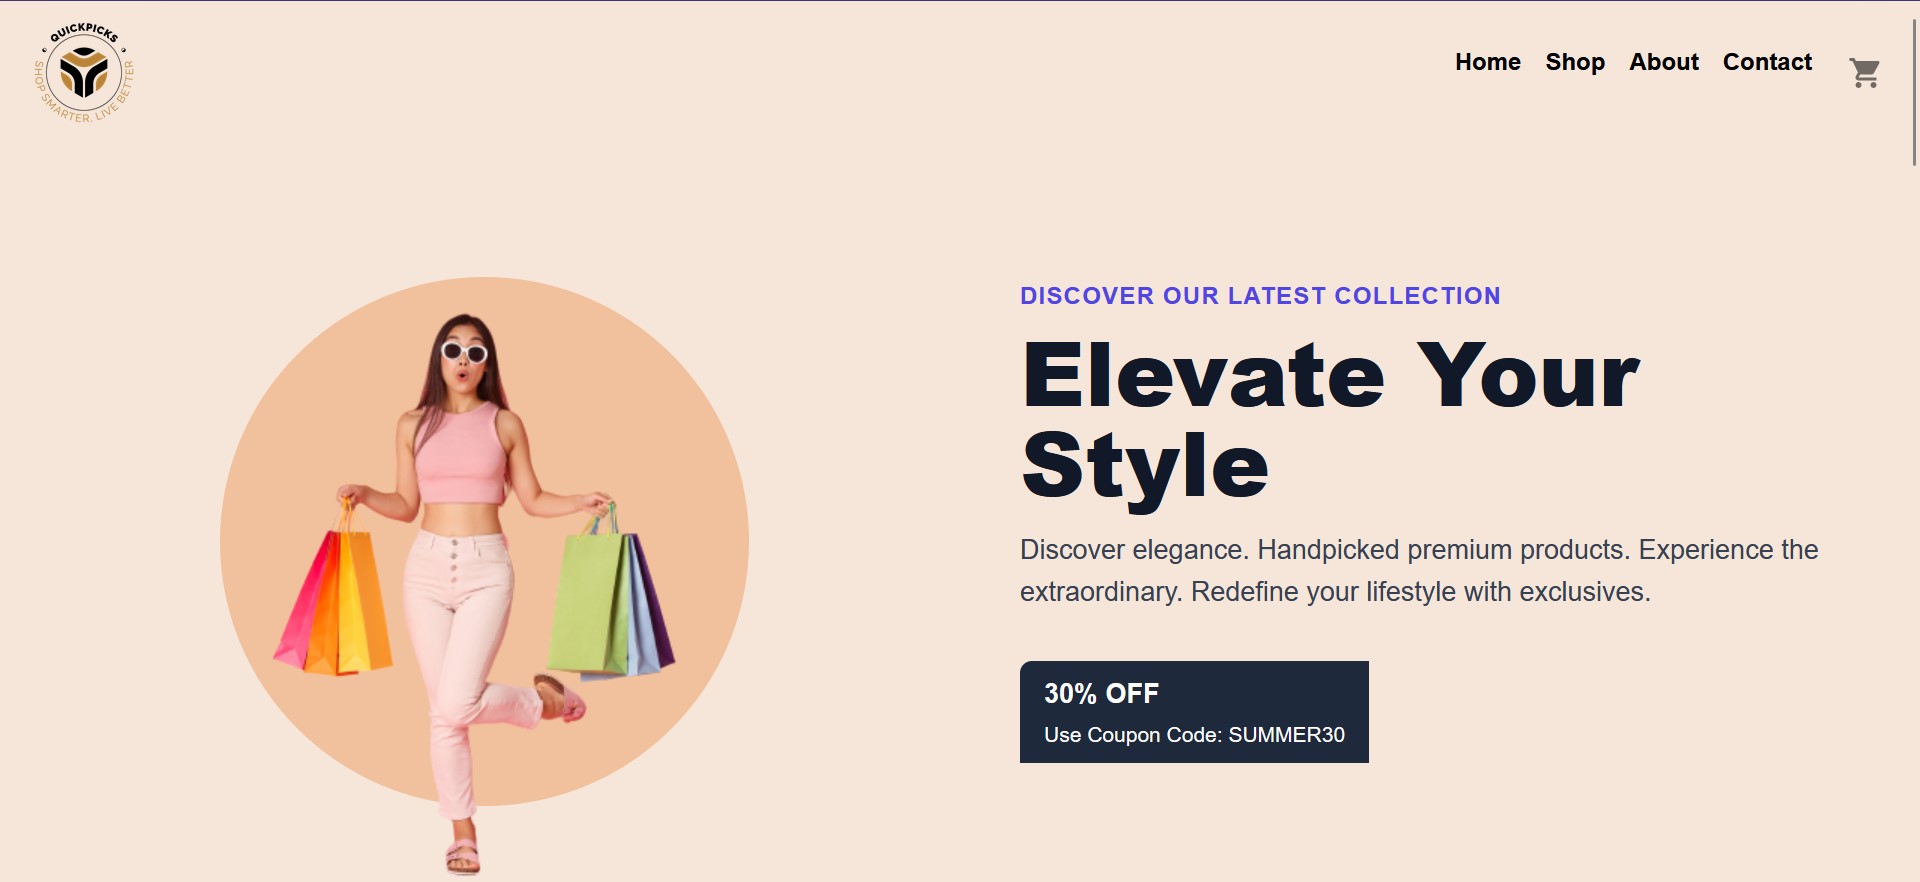 QUICKPICKS
SHOP SMARTER. LIVE BETTER
Home Shop About Contact
DISCOVER OUR LATEST COLLECTION
Elevate Your
Style
Discover elegance. Handpicked premium products. Experience the
extraordinary. Redefine your lifestyle with exclusives.
30% OFF
Use Coupon Code: SUMMER30